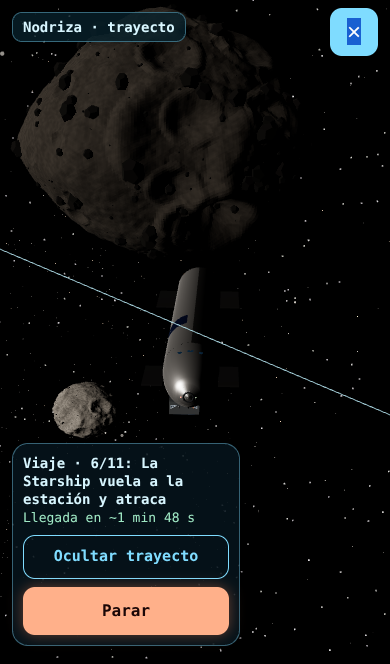 Nodriza · trayecto
✕
Viaje · 6/11: La
Starship vuela a la
estación y atraca
Llegada en ~1 min 48 s
Ocultar trayecto
Parar